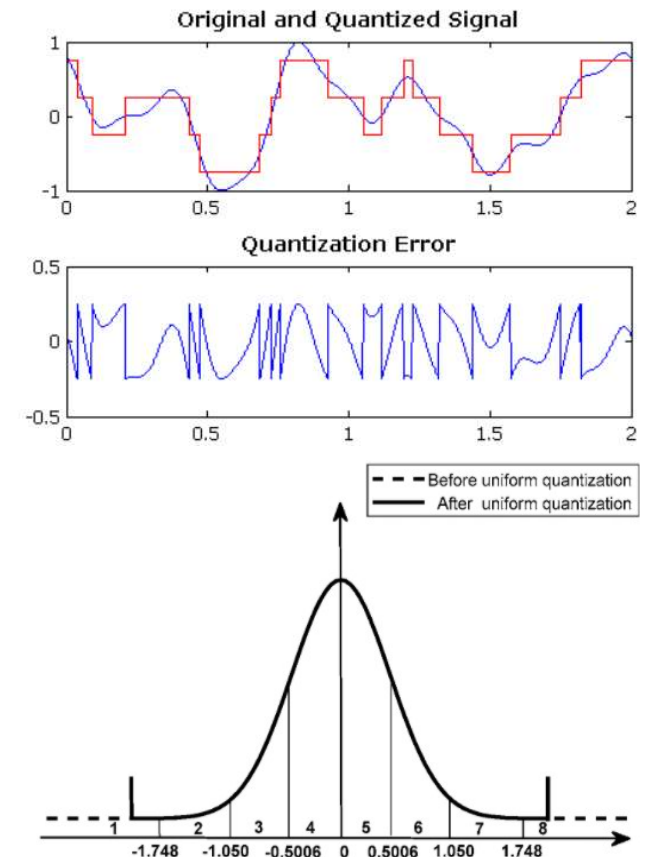 Original and Quantized Signal
1
0
-1
0 0.5 1 1.5 2
Quantization Error
0.5
0
-0.5
0 0.5 1 1.5 2
Before uniform quantization
After uniform quantization
1 2 3 4 5 6 7 8
-1.748 -1.050 -0.5006 0 0.5006 1.050 1.748